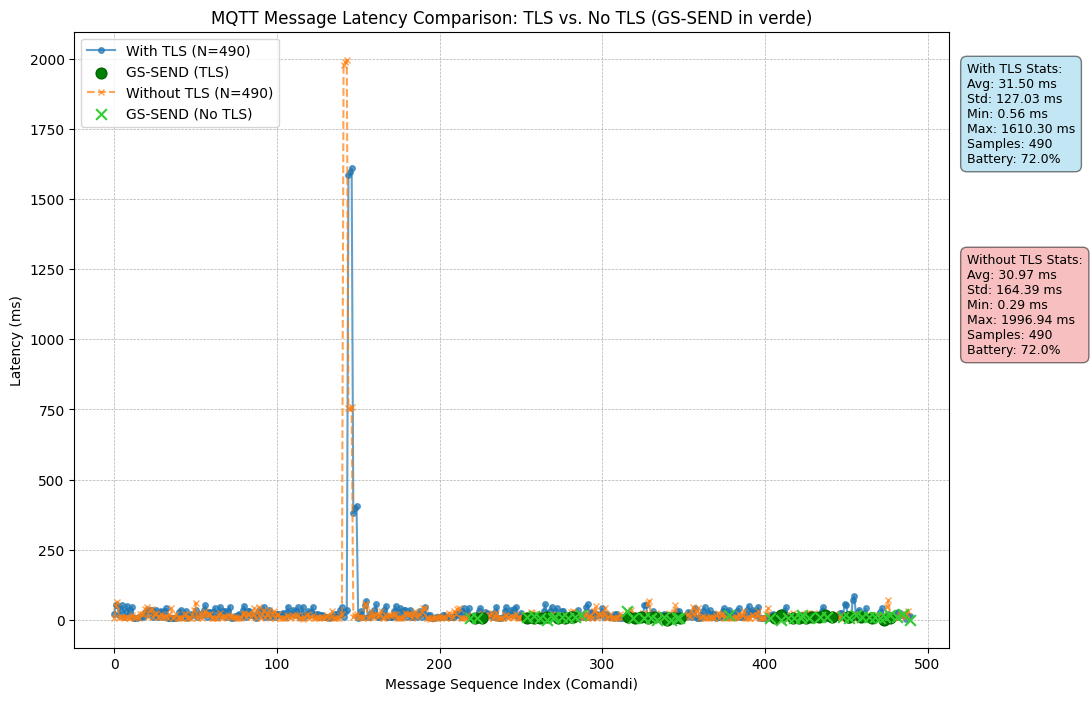 MQTT Message Latency Comparison: TLS vs. No TLS (GS-SEND in verde)
With TLS (N=490)
GS-SEND (TLS)
Without TLS (N=490)
GS-SEND (No TLS)
With TLS Stats:
Avg: 31.50 ms
Std: 127.03 ms
Min: 0.56 ms
Max: 1610.30 ms
Samples: 490
Battery: 72.0%
Without TLS Stats:
Avg: 30.97 ms
Std: 164.39 ms
Min: 0.29 ms
Max: 1996.94 ms
Samples: 490
Battery: 72.0%
Latency (ms)
2000
1750
1500
1250
1000
750
500
250
0
0 100 200 300 400 500
Message Sequence Index (Comandi)